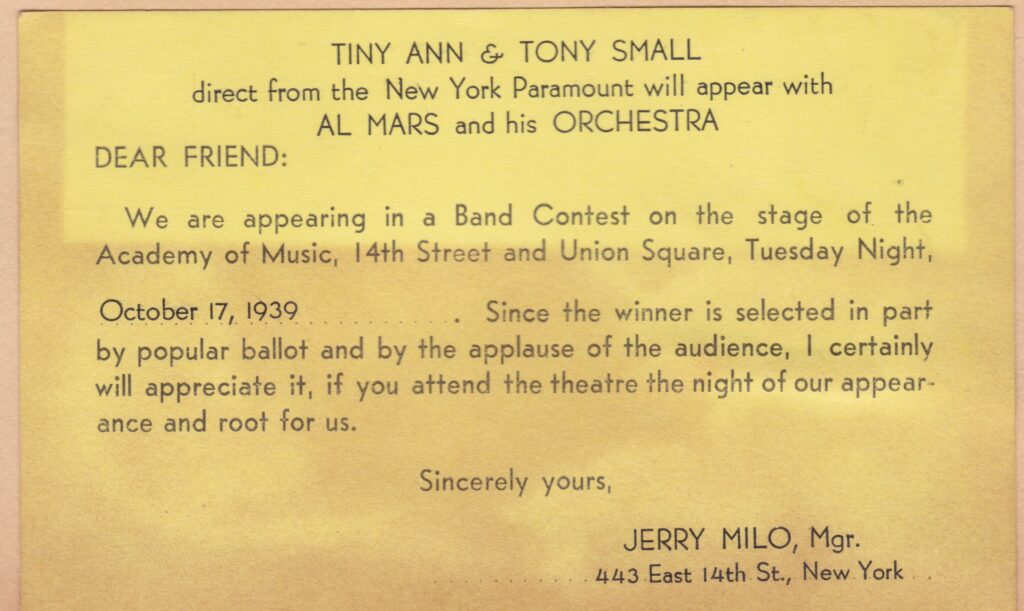 TINY ANN & TONY SMALL
direct from the New York Paramount will appear with
AL MARS and his ORCHESTRA
DEAR FRIEND:
We are appearing in a Band Contest on the stage of the
Academy of Music, 14th Street and Union Square, Tuesday Night,
October 17, 1939 . Since the winner is selected in part
by popular ballot and by the applause of the audience, I certainly
will appreciate it, if you attend the theatre the night of our appear-
ance and root for us.
Sincerely yours,
JERRY MILO, Mgr.
443 East 14th St., New York